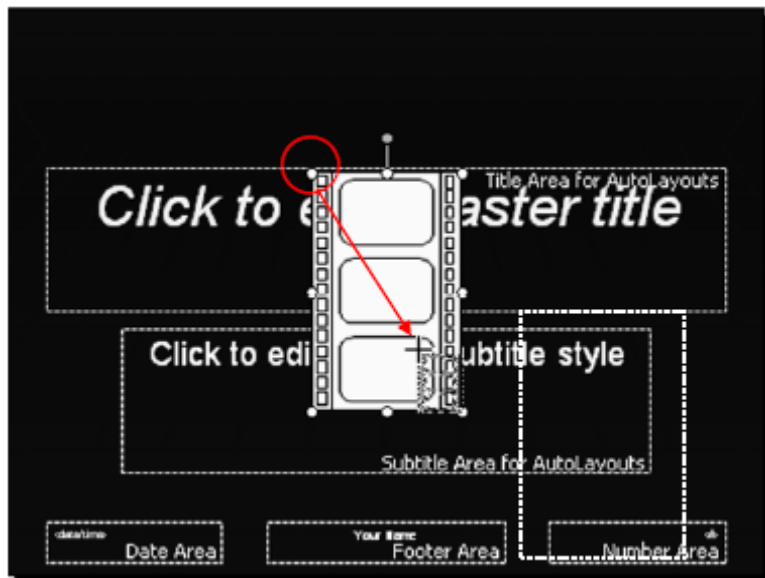 Title Area for AutoLayouts
Click to e aster title
Click to edi ubtitle style
Subtitle Area for AutoLayouts
<date/time>
Date Area
Your Name
Footer Area
<#>
Number Area